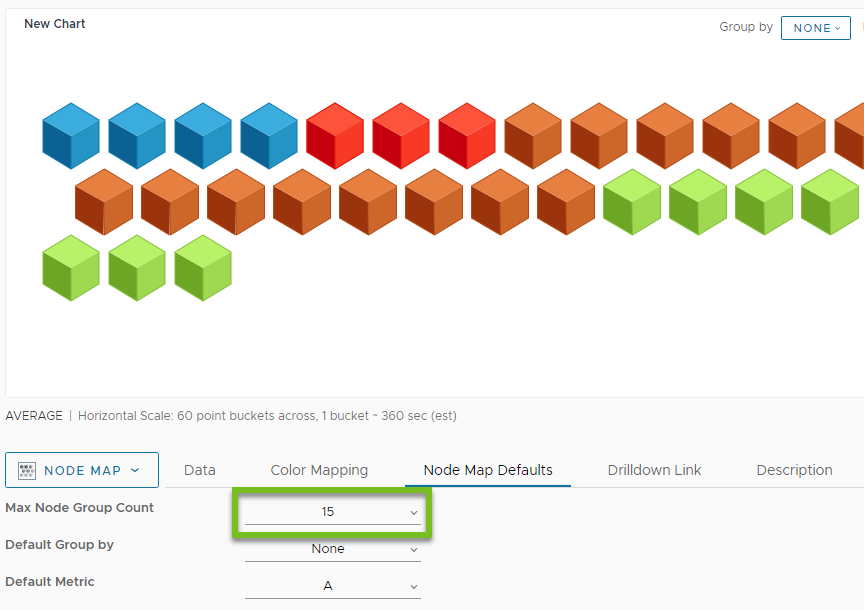 New Chart
Group by NONE
AVERAGE | Horizontal Scale: 60 point buckets across, 1 bucket ~ 360 sec (est)
NODE MAP Data Color Mapping Node Map Defaults Drilldown Link Description
Max Node Group Count 15
Default Group by None
Default Metric A